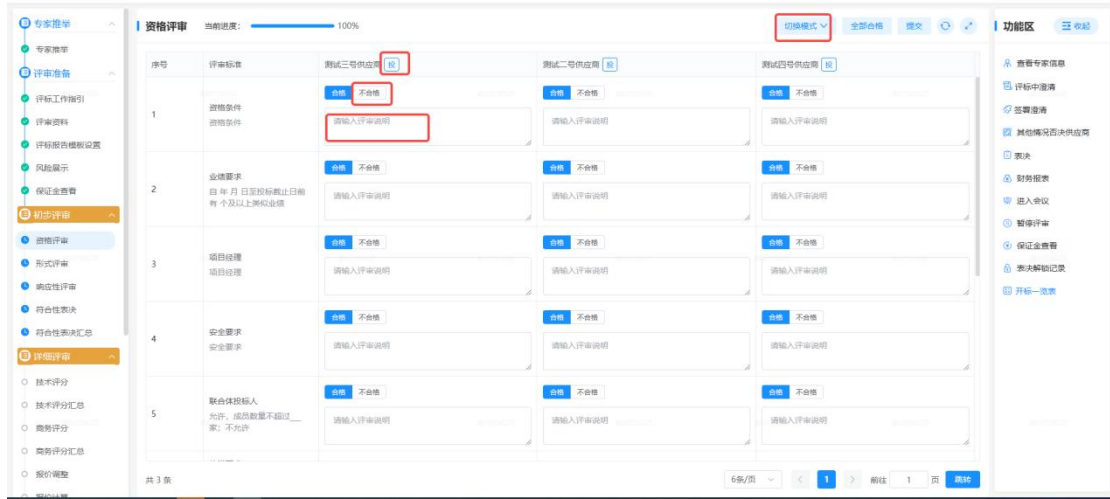 专家推举
专家推举
评审准备
评标工作指引
评审资料
评标报告模板设置
风险展示
保证金查看
初步评审
资格评审
形式评审
响应性评审
符合性表决
符合性表决汇总
详细评审
技术评分
技术评分汇总
商务评分
商务评分汇总
报价调整
资格评审 当前进度： 100% 切换模式 全部合格 提交
序号 评审标准 测试三号供应商 投 测试二号供应商 投 测试四号供应商 投
合格 不合格 合格 不合格 合格 不合格
1 资格条件
资格条件 请输入评审说明 请输入评审说明 请输入评审说明
合格 不合格 合格 不合格 合格 不合格
2 业绩要求
自 年 月 日至投标截止日前 请输入评审说明 请输入评审说明 请输入评审说明
有 个及以上类似业绩
合格 不合格 合格 不合格 合格 不合格
3 项目经理
项目经理 请输入评审说明 请输入评审说明 请输入评审说明
合格 不合格 合格 不合格 合格 不合格
4 安全要求
安全要求 请输入评审说明 请输入评审说明 请输入评审说明
合格 不合格 合格 不合格 合格 不合格
5 联合体投标人
允许，成员数量不超过__ 请输入评审说明 请输入评审说明 请输入评审说明
家；不允许
共 3 条 6条/页 1 前往 1 页 跳转
功能区 收起
查看专家信息
评标中澄清
签署澄清
其他情况否决供应商
表决
财务报表
进入会议
暂停评审
保证金查看
表决解锁记录
开标一览表